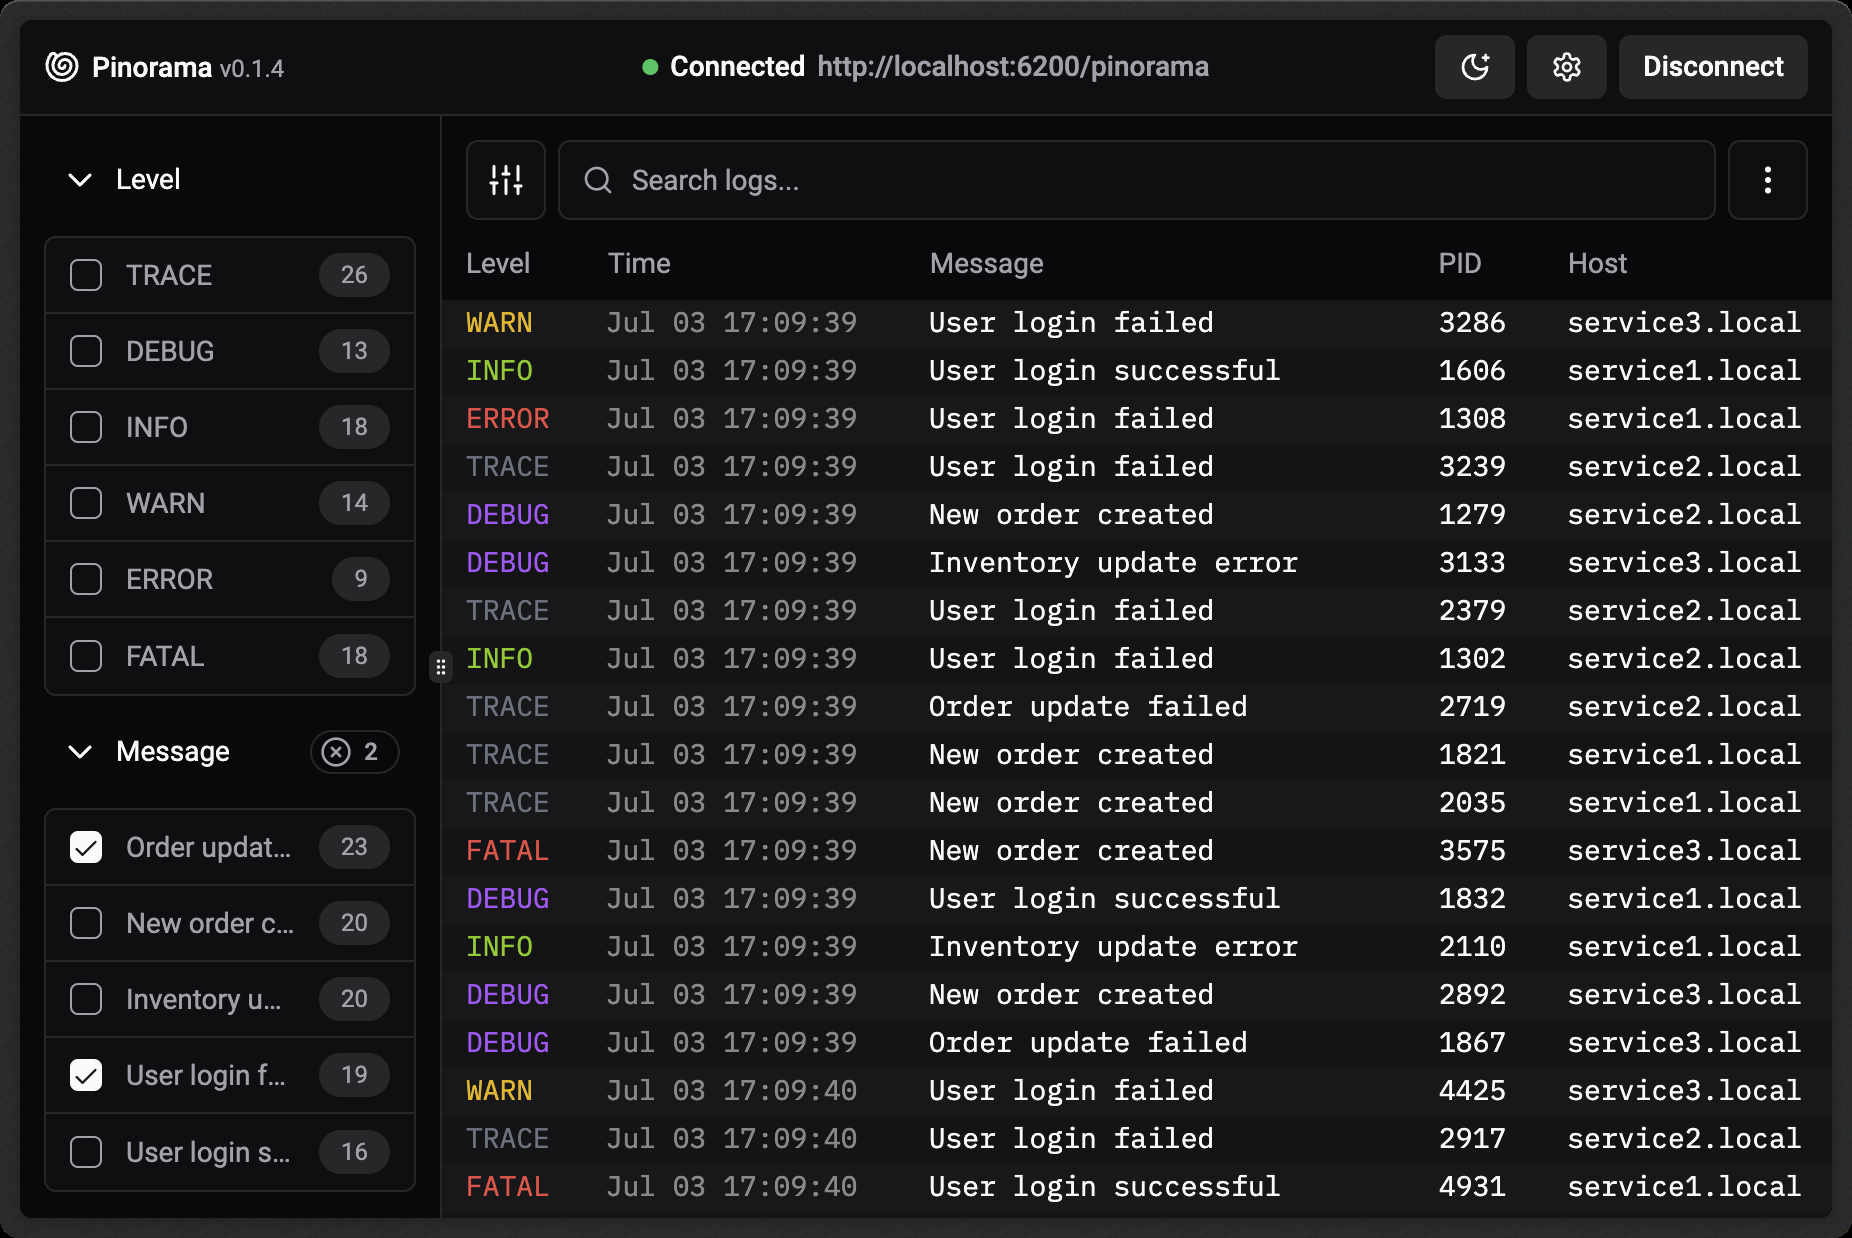 Pinorama v0.1.4
Connected http://localhost:6200/pinorama
Disconnect
Level
TRACE 26
DEBUG 13
INFO 18
WARN 14
ERROR 9
FATAL 18
Message 2
Order updat... 23
New order c... 20
Inventory u... 20
User login f... 19
User login s... 16
Search logs...
Level Time Message PID Host
WARN Jul 03 17:09:39 User login failed 3286 service3.local
INFO Jul 03 17:09:39 User login successful 1606 service1.local
ERROR Jul 03 17:09:39 User login failed 1308 service1.local
TRACE Jul 03 17:09:39 User login failed 3239 service2.local
DEBUG Jul 03 17:09:39 New order created 1279 service2.local
DEBUG Jul 03 17:09:39 Inventory update error 3133 service3.local
TRACE Jul 03 17:09:39 User login failed 2379 service2.local
INFO Jul 03 17:09:39 User login failed 1302 service2.local
TRACE Jul 03 17:09:39 Order update failed 2719 service2.local
TRACE Jul 03 17:09:39 New order created 1821 service1.local
TRACE Jul 03 17:09:39 New order created 2035 service1.local
FATAL Jul 03 17:09:39 New order created 3575 service3.local
DEBUG Jul 03 17:09:39 User login successful 1832 service1.local
INFO Jul 03 17:09:39 Inventory update error 2110 service1.local
DEBUG Jul 03 17:09:39 New order created 2892 service3.local
DEBUG Jul 03 17:09:39 Order update failed 1867 service3.local
WARN Jul 03 17:09:40 User login failed 4425 service3.local
TRACE Jul 03 17:09:40 User login failed 2917 service2.local
FATAL Jul 03 17:09:40 User login successful 4931 service1.local